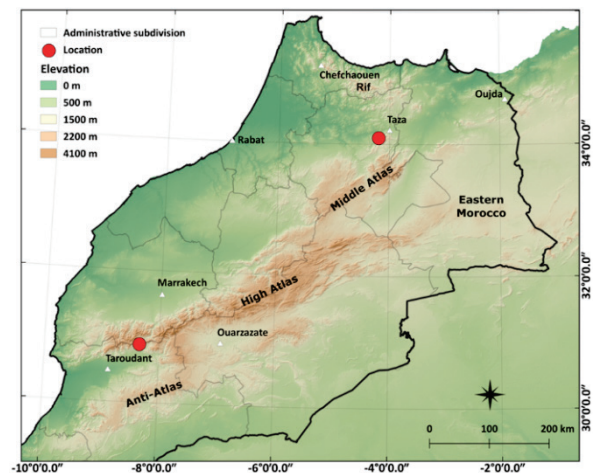 Administrative subdivision
Location
Elevation
0 m
500 m
1500 m
2200 m
4100 m
Chefchaouen
Rif
Oujda
Taza
Rabat
34°0'0.0"
Middle Atlas
Eastern
Morocco
Marrakech
High Atlas
32°0'0.0"
Ouarzazate
Taroudant
Anti-Atlas
30°0'0.0"
0 100 200 km
-10°0'0.0" -8°0'0.0" -6°0'0.0" -4°0'0.0" -2°0'0.0"